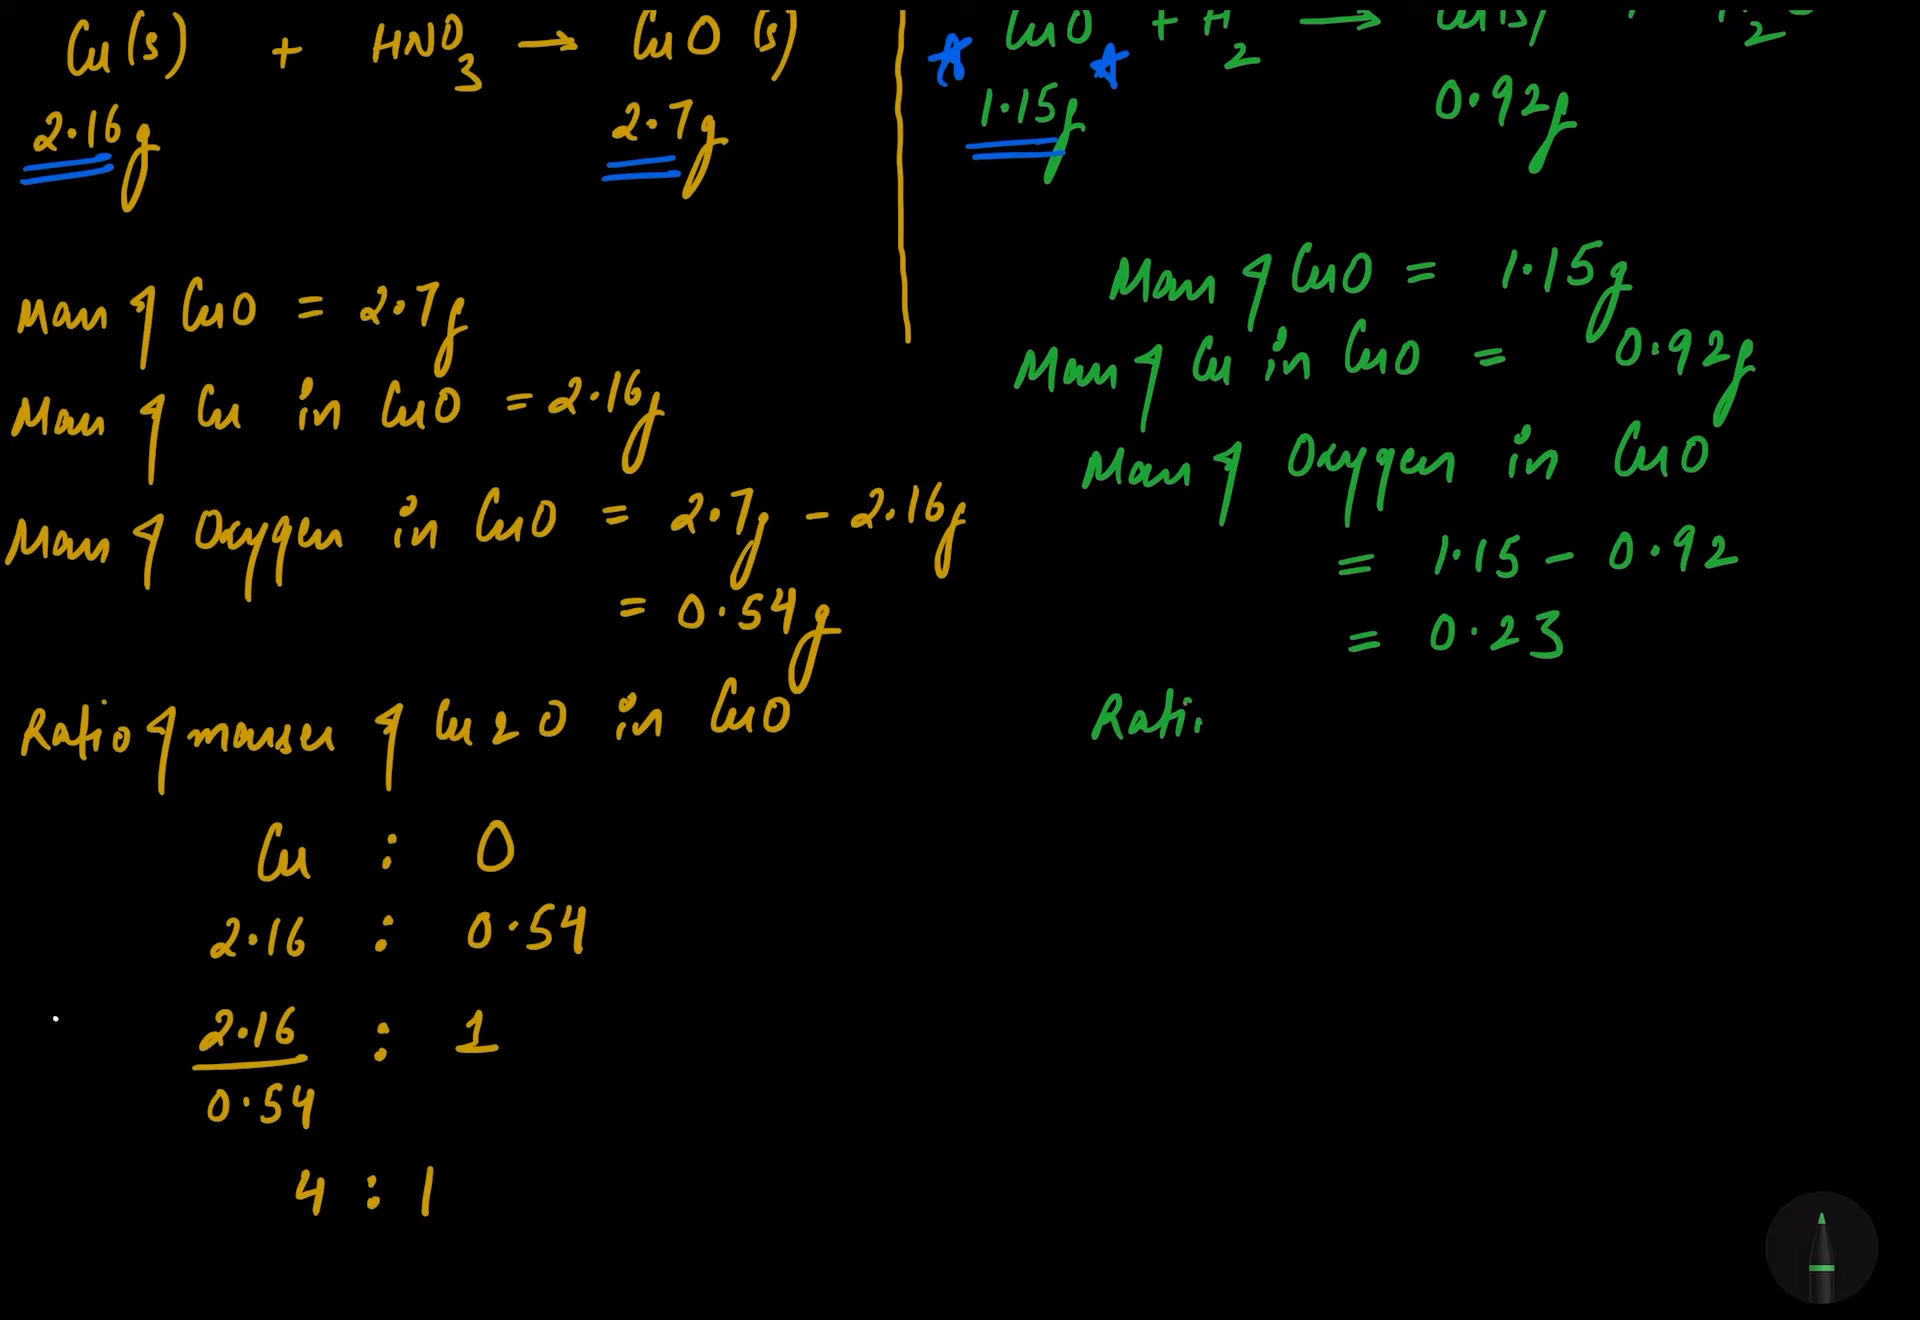 Cu(s) + HNO3 → CuO (s)
2.16g 2.7g
Mass of CuO = 2.7g
Mass of Cu in CuO = 2.16g
Mass of Oxygen in CuO = 2.7g - 2.16g
= 0.54g
Ratio of masses of Cu & O in CuO
Cu : O
2.16 : 0.54
2.16/0.54 : 1
4 : 1
CuO + H2 → Cu(s)
1.15g 0.92g
Mass of CuO = 1.15g
Mass of Cu in CuO = 0.92g
Mass of Oxygen in CuO
= 1.15 - 0.92
= 0.23
Rati